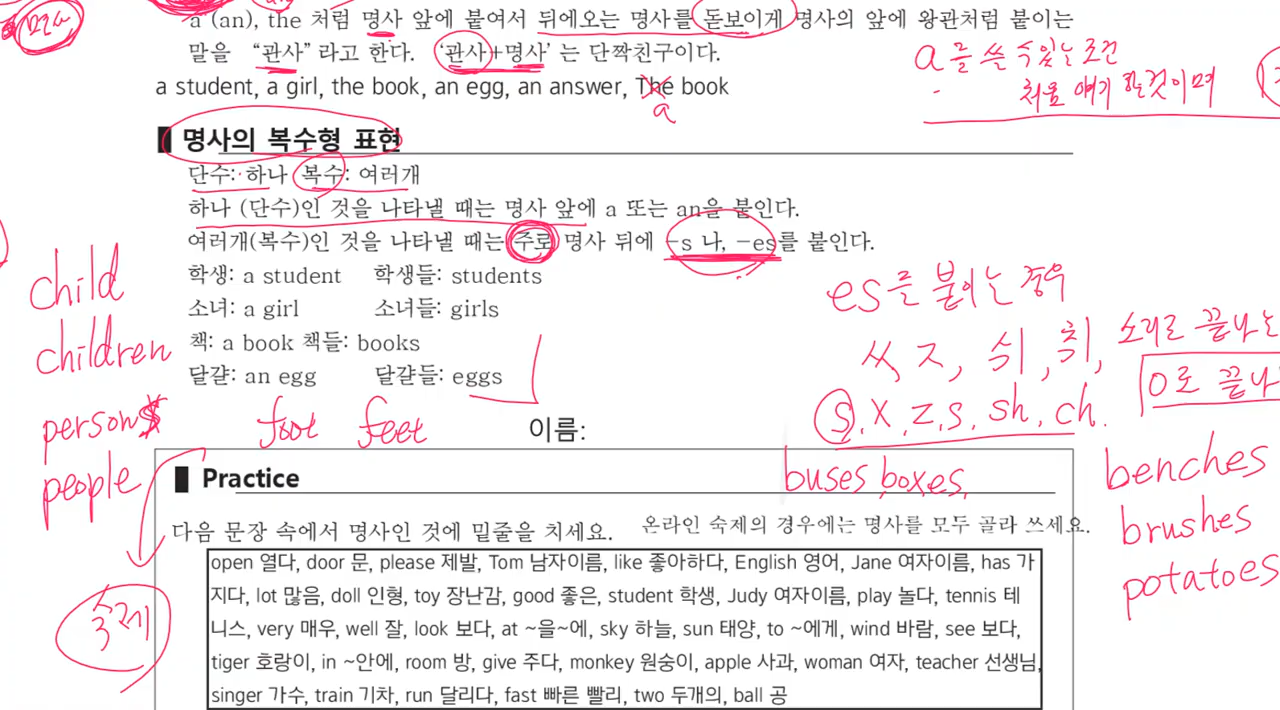 a (an), the 처럼 명사 앞에 붙여서 뒤에오는 명사를 돋보이게 명사의 앞에 왕관처럼 붙이는
말을 “관사” 라고 한다. ‘관사+명사’ 는 단짝친구이다.
a student, a girl, the book, an egg, an answer, The book
a
a 를 쓸 수 있는 조건
처음 얘기 할 것이며
명사의 복수형 표현
단수: 하나 복수: 여러개
하나 (단수)인 것을 나타낼 때는 명사 앞에 a 또는 an을 붙인다.
여러개(복수)인 것을 나타낼 때는 주로 명사 뒤에 -s 나, -es를 붙인다.
학생: a student 학생들: students
소녀: a girl 소녀들: girls
책: a book 책들: books
달걀: an egg 달걀들: eggs
child
children
person
people
foot feet
es를 붙이는 경우
ㅆ, ㅈ, 쉬, 취, 소리로 끝나는
s, x, z, s, sh, ch.
o로 끝나
buses, boxes,
benches
brushes
potatoes
이름:
Practice
다음 문장 속에서 명사인 것에 밑줄을 치세요. 온라인 숙제의 경우에는 명사를 모두 골라 쓰세요.
숙제
open 열다, door 문, please 제발, Tom 남자이름, like 좋아하다, English 영어, Jane 여자이름, has 가
지다, lot 많음, doll 인형, toy 장난감, good 좋은, student 학생, Judy 여자이름, play 놀다, tennis 테
니스, very 매우, well 잘, look 보다, at ~을~에, sky 하늘, sun 태양, to ~에게, wind 바람, see 보다,
tiger 호랑이, in ~안에, room 방, give 주다, monkey 원숭이, apple 사과, woman 여자, teacher 선생님,
singer 가수, train 기차, run 달리다, fast 빠른 빨리, two 두개의, ball 공